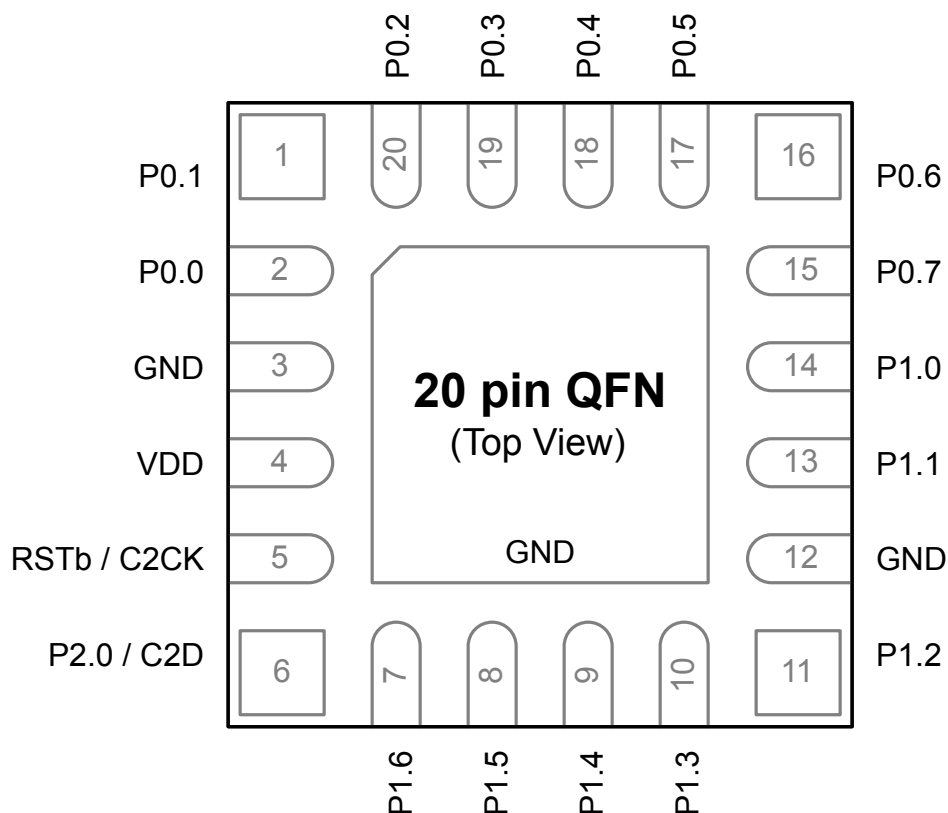 P0.2
P0.3
P0.4
P0.5
1
20
19
18
17
16
P0.1
P0.6
P0.0
2
15
P0.7
GND
3
14
P1.0
20 pin QFN
(Top View)
VDD
4
13
P1.1
RSTb / C2CK
5
GND
12
GND
P2.0 / C2D
6
7
8
9
10
11
P1.2
P1.6
P1.5
P1.4
P1.3